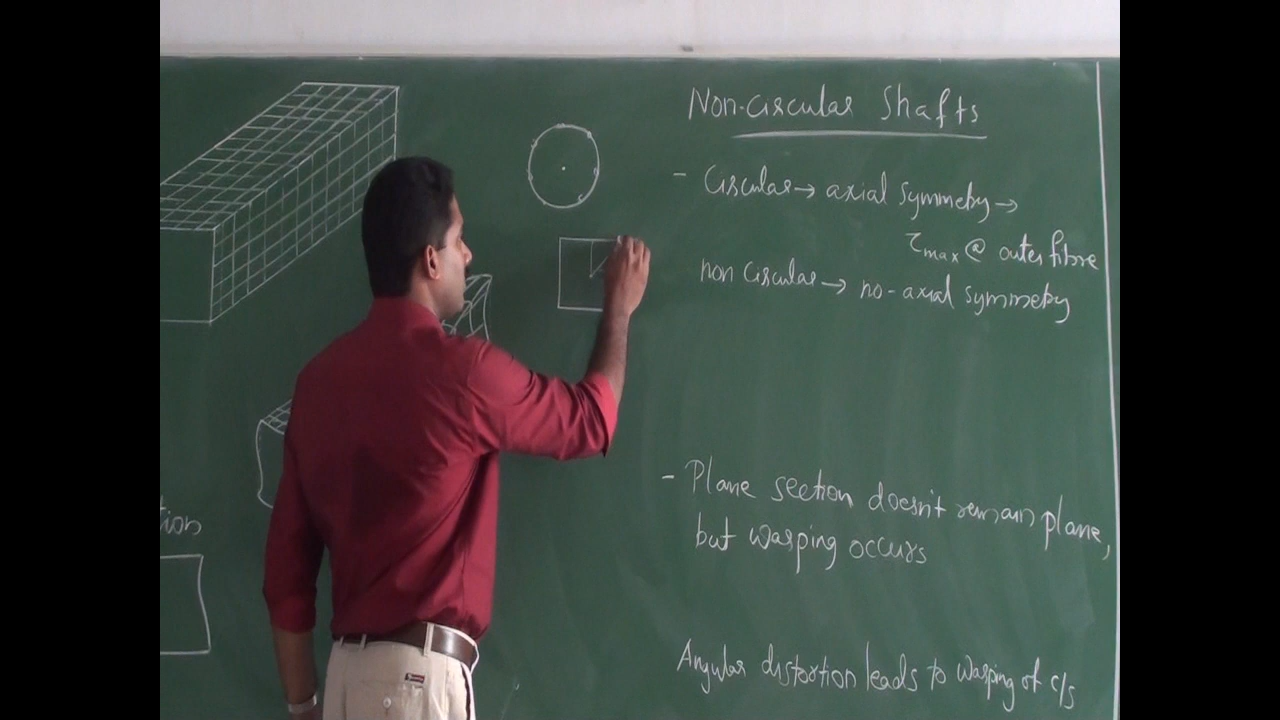 Non-circular Shafts
- Circular → axial symmetry →
τmax @ outer fibre
non circular → no-axial symmetry
- Plane section doesn't remain plane,
but warping occurs
tion
Angular distortion leads to warping of c/s